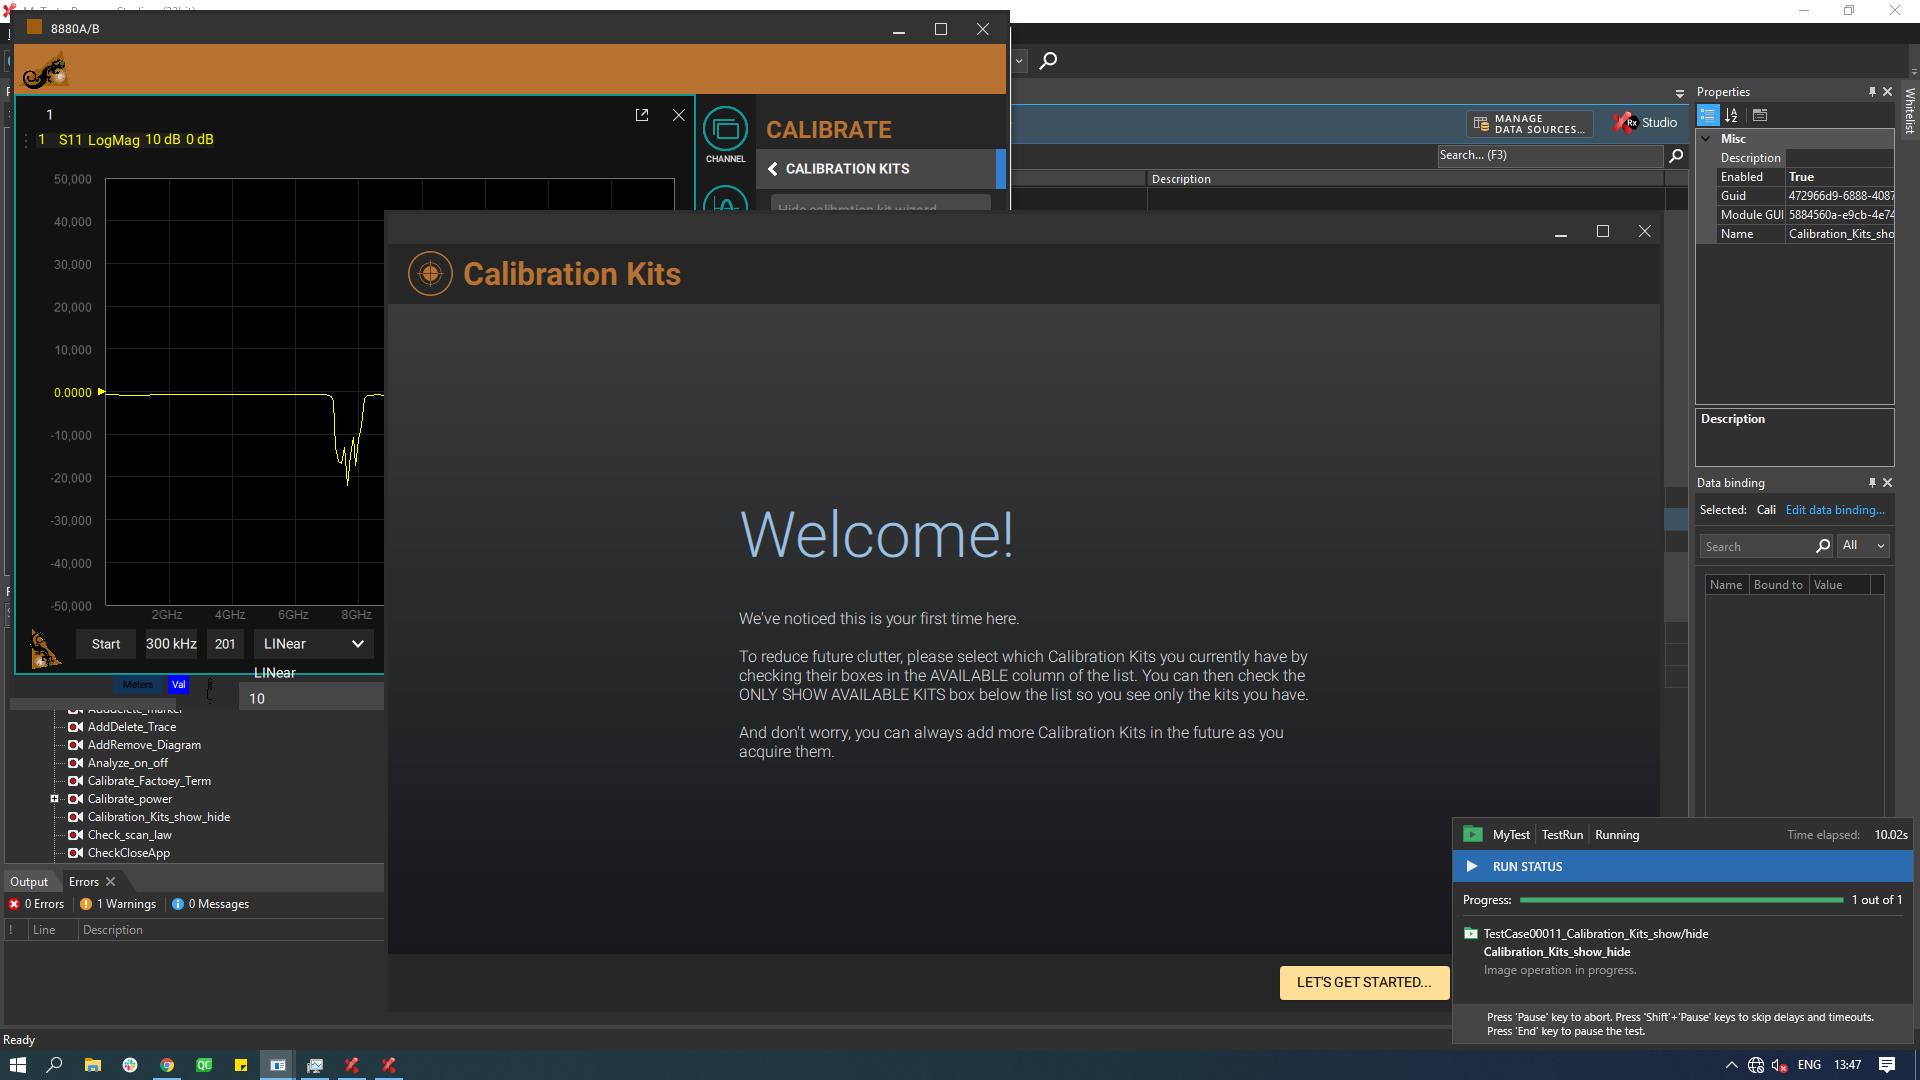 8880A/B
1
1 S11 LogMag 10 dB 0 dB
50,000
40,000
30,000
20,000
10,000
0.0000
-10,000
-20,000
-30,000
-40,000
-50,000
2GHz 4GHz 6GHz 8GHz
Start 300 kHz 201 LINear
LINear
Meters Val
10
CHANNEL
CALIBRATE
CALIBRATION KITS
Hide calibration kit wizard
MANAGE
DATA SOURCES...
Rx Studio
Search... (F3)
Description
Properties
Whitelist
Misc
Description
Enabled True
Guid 472966d9-6888-4087
Module GUI 5884560a-e9cb-4e74
Name Calibration_Kits_sho
Description
Data binding
Selected: Cali Edit data binding...
Search All
Name Bound to Value
Calibration Kits
Welcome!
We've noticed this is your first time here.
To reduce future clutter, please select which Calibration Kits you currently have by
checking their boxes in the AVAILABLE column of the list. You can then check the
ONLY SHOW AVAILABLE KITS box below the list so you see only the kits you have.
And don't worry, you can always add more Calibration Kits in the future as you
acquire them.
LET'S GET STARTED...
AddDelete_Trace
AddRemove_Diagram
Analyze_on_off
Calibrate_Factoey_Term
Calibrate_power
Calibration_Kits_show_hide
Check_scan_law
CheckCloseApp
Output Errors
0 Errors 1 Warnings 0 Messages
! Line Description
MyTest TestRun Running Time elapsed: 10.02s
RUN STATUS
Progress: 1 out of 1
TestCase00011_Calibration_Kits_show/hide
Calibration_Kits_show_hide
Image operation in progress.
Press 'Pause' key to abort. Press 'Shift'+'Pause' keys to skip delays and timeouts.
Press 'End' key to pause the test.
Ready
QC
ENG 13:47